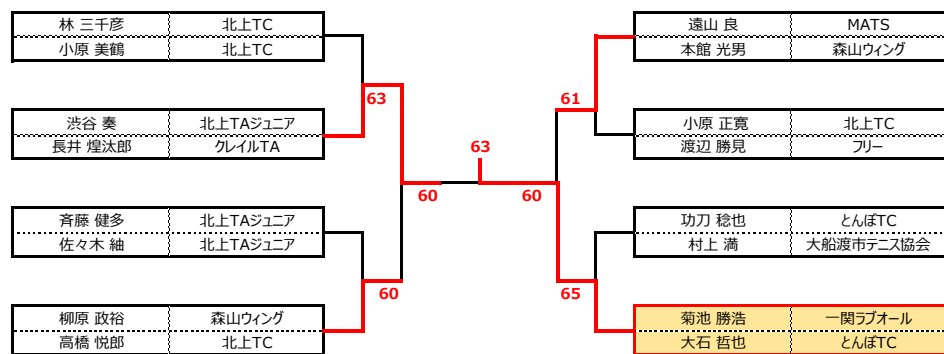 林 三千彦 北上TC
小原 美鶴 北上TC
63
渋谷 奏 北上TAジュニア
長井 煌汰郎 クレイルTA
60
斉藤 健多 北上TAジュニア
佐々木 紬 北上TAジュニア
60
柳原 政裕 森山ウィング
高橋 悦郎 北上TC
63
遠山 良 MATS
本館 光男 森山ウィング
61
小原 正寛 北上TC
渡辺 勝見 フリー
60
功刀 稔也 とんぼTC
村上 満 大船渡市テニス協会
65
菊池 勝浩 一関ラブオール
大石 哲也 とんぼTC